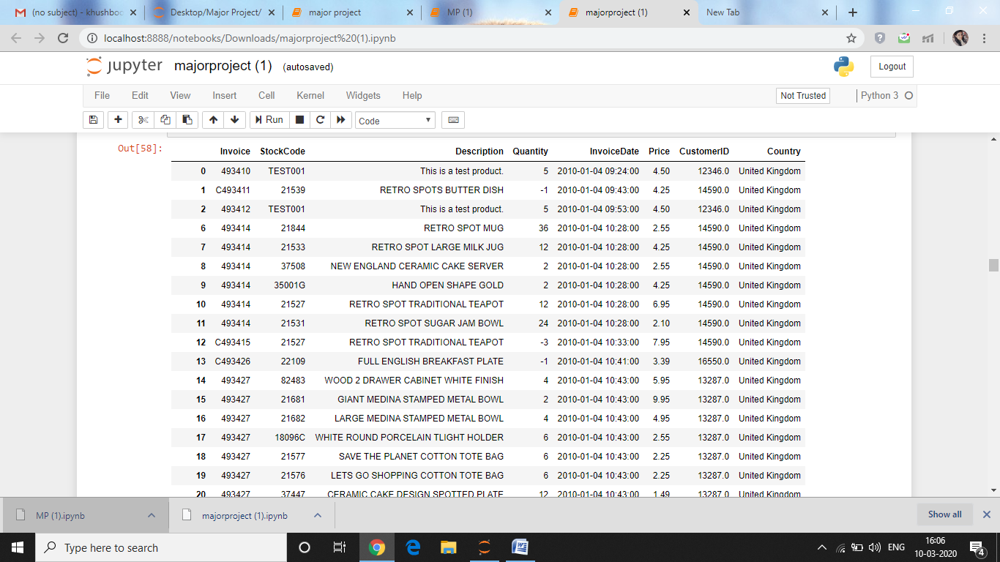 (no subject) - khushboo
Desktop/Major Project/
major project
MP (1)
majorproject (1)
New Tab
localhost:8888/notebooks/Downloads/majorproject%20(1).ipynb
jupyter majorproject (1) (autosaved)
Logout
File Edit View Insert Cell Kernel Widgets Help
Not Trusted
Python 3
Run
Code
Out[58]:
Invoice StockCode Description Quantity InvoiceDate Price CustomerID Country
0 493410 TEST001 This is a test product. 5 2010-01-04 09:24:00 4.50 12346.0 United Kingdom
1 C493411 21539 RETRO SPOTS BUTTER DISH -1 2010-01-04 09:43:00 4.25 14590.0 United Kingdom
2 493412 TEST001 This is a test product. 5 2010-01-04 09:53:00 4.50 12346.0 United Kingdom
6 493414 21844 RETRO SPOT MUG 36 2010-01-04 10:28:00 2.55 14590.0 United Kingdom
7 493414 21533 RETRO SPOT LARGE MILK JUG 12 2010-01-04 10:28:00 4.25 14590.0 United Kingdom
8 493414 37508 NEW ENGLAND CERAMIC CAKE SERVER 2 2010-01-04 10:28:00 2.55 14590.0 United Kingdom
9 493414 35001G HAND OPEN SHAPE GOLD 2 2010-01-04 10:28:00 4.25 14590.0 United Kingdom
10 493414 21527 RETRO SPOT TRADITIONAL TEAPOT 12 2010-01-04 10:28:00 6.95 14590.0 United Kingdom
11 493414 21531 RETRO SPOT SUGAR JAM BOWL 24 2010-01-04 10:28:00 2.10 14590.0 United Kingdom
12 C493415 21527 RETRO SPOT TRADITIONAL TEAPOT -3 2010-01-04 10:33:00 7.95 14590.0 United Kingdom
13 C493426 22109 FULL ENGLISH BREAKFAST PLATE -1 2010-01-04 10:41:00 3.39 16550.0 United Kingdom
14 493427 82483 WOOD 2 DRAWER CABINET WHITE FINISH 4 2010-01-04 10:43:00 5.95 13287.0 United Kingdom
15 493427 21681 GIANT MEDINA STAMPED METAL BOWL 2 2010-01-04 10:43:00 9.95 13287.0 United Kingdom
16 493427 21682 LARGE MEDINA STAMPED METAL BOWL 4 2010-01-04 10:43:00 4.95 13287.0 United Kingdom
17 493427 18096C WHITE ROUND PORCELAIN TLIGHT HOLDER 6 2010-01-04 10:43:00 2.55 13287.0 United Kingdom
18 493427 21577 SAVE THE PLANET COTTON TOTE BAG 6 2010-01-04 10:43:00 2.25 13287.0 United Kingdom
19 493427 21576 LETS GO SHOPPING COTTON TOTE BAG 6 2010-01-04 10:43:00 2.25 13287.0 United Kingdom
20 493427 37447 CERAMIC CAKE DESIGN SPOTTED PLATE 12 2010-01-04 10:43:00 1.49 13287.0 United Kingdom
MP (1).ipynb
majorproject (1).ipynb
Show all
Type here to search
ENG
16:06
10-03-2020
4